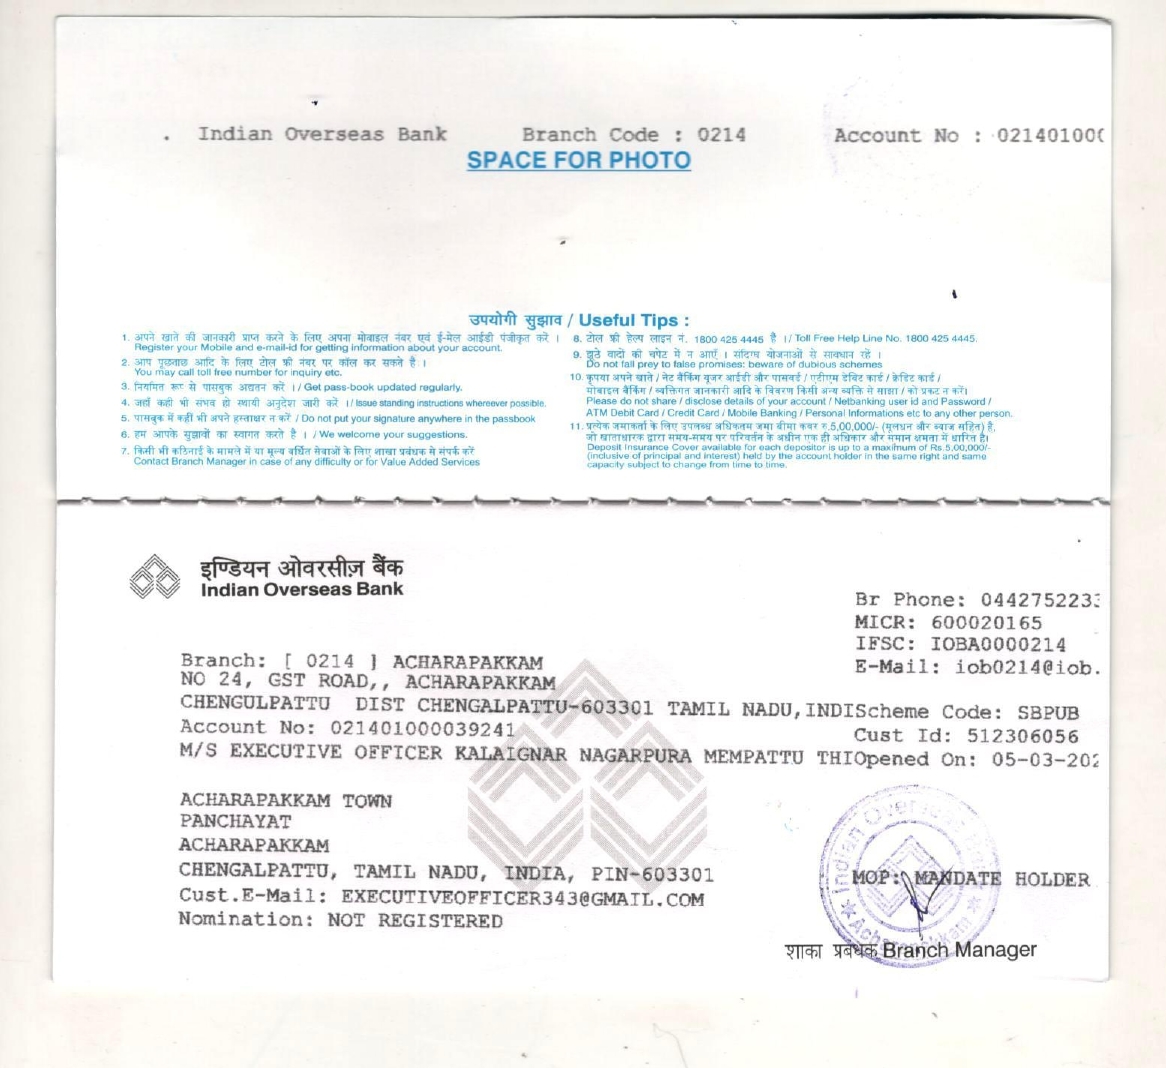 . Indian Overseas Bank Branch Code : 0214 Account No : 021401000
SPACE FOR PHOTO
उपयोगी सुझाव / Useful Tips :
1. अपने खाते की जानकारी प्राप्त करने के लिए अपना मोबाइल नंबर एवं ई-मेल आईडी पंजीकृत करें ।
Register your Mobile and e-mail-id for getting information about your account.
2. आप पूछताछ आदि के लिए टोल फ्री नंबर पर कॉल कर सकते है ।
You may call toll free number for inquiry etc.
3. नियमित रूप से पासबुक अद्यतन करें ।/ Get pass-book updated regularly.
4. जहाँ कही भी संभव हो स्थायी अनुदेश जारी करें ।/ Issue standing instructions whereever possible.
5. पासबुक में कहीं भी अपने हस्ताक्षर न करें / Do not put your signature anywhere in the passbook
6. हम आपके सुझावों का स्वागत करते है । / We welcome your suggestions.
7. किसी भी कठिनाई के मामले में या मूल्य वर्धित सेवाओं के लिए शाखा प्रबंधक से संपर्क करें
Contact Branch Manager in case of any difficulty or for Value Added Services
8. टोल फ्री हेल्प लाइन नं. 1800 425 4445 है ।/ Toll Free Help Line No. 1800 425 4445.
9. झूठे वादों की चपेट में न आएँ । संदिग्ध योजनाओं से सावधान रहे ।
Do not fall prey to false promises: beware of dubious schemes
10. कृपया अपने खाते / नेट बैंकिंग यूजर आईडी और पासवर्ड / एटीएम डेबिट कार्ड / क्रेडिट कार्ड /
मोबाइल बैंकिंग / व्यक्तिगत जानकारी आदि के विवरण किसी अन्य व्यक्ति से साझा / को प्रकट न करें।
Please do not share / disclose details of your account / Netbanking user id and Password /
ATM Debit Card / Credit Card / Mobile Banking / Personal Informations etc to any other person.
11. प्रत्येक जमाकर्ता के लिए उपलब्ध अधिकतम जमा बीमा कवर रु.5,00,000/- (मूलधन और ब्याज सहित) है,
जो खाताधारक द्वारा समय-समय पर परिवर्तन के अधीन एक ही अधिकार और समान क्षमता में धारित है।
Deposit Insurance Cover available for each depositor is up to a maximum of Rs.5,00,000/-
(inclusive of principal and interest) held by the account holder in the same right and same
capacity subject to change from time to time.
इण्डियन ओवरसीज़ बैंक
Indian Overseas Bank
Br Phone: 0442752233
MICR: 600020165
IFSC: IOBA0000214
E-Mail: iob0214@iob.
Branch: [ 0214 ] ACHARAPAKKAM
NO 24, GST ROAD,, ACHARAPAKKAM
CHENGULPATTU DIST CHENGALPATTU-603301 TAMIL NADU,INDIScheme Code: SBPUB
Account No: 021401000039241
Cust Id: 512306056
M/S EXECUTIVE OFFICER KALAIGNAR NAGARPURA MEMPATTU THIOpened On: 05-03-202
ACHARAPAKKAM TOWN
PANCHAYAT
ACHARAPAKKAM
CHENGALPATTU, TAMIL NADU, INDIA, PIN-603301
Cust.E-Mail: EXECUTIVEOFFICER343@GMAIL.COM
Nomination: NOT REGISTERED
MOP: MANDATE HOLDER
Indian Overseas Bank
Acharapakkam
शाका प्रबंधक Branch Manager